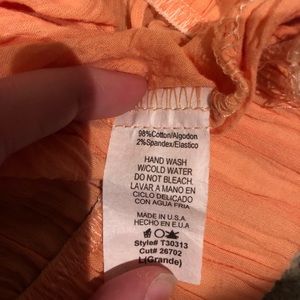 98%Cotton/Algodon
2%Spandex/Elastico
HAND WASH
W/COLD WATER
DO NOT BLEACH.
LAVAR A MANO EN
CICLO DELICADO
CON AGUA FRIA
MADE IN U.S.A
HECHO EN E.U.A
Style# T30313
Cut# 26702
L(Grande)